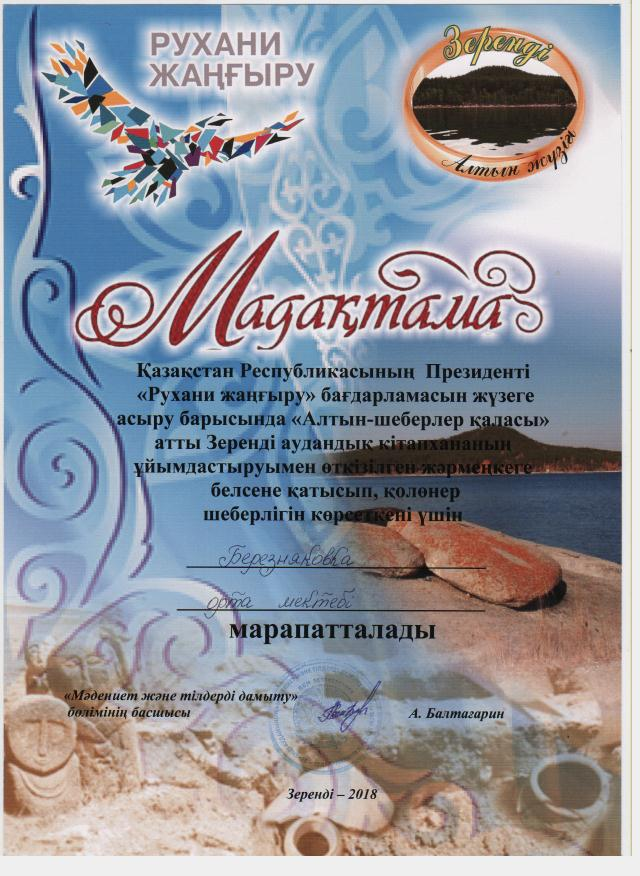 РУХАНИ
ЖАҢҒЫРУ
Зеренді
Алтын жүзім
Мадақтама
Қазақстан Республикасының Президенті
«Рухани жаңғыру» бағдарламасын жүзеге
асыру барысында «Алтын-шеберлер қаласы»
атты Зеренді аудандық кітапхананың
ұйымдастыруымен өткізілген жәрмеңкеге
белсене қатысып, қолөнер
шеберлігін көрсеткені үшін
Березняковка
орта мектебі
марапатталады
«Мәдениет және тілдерді дамыту»
бөлімінің басшысы
А. Балтагарин
Зеренді – 2018